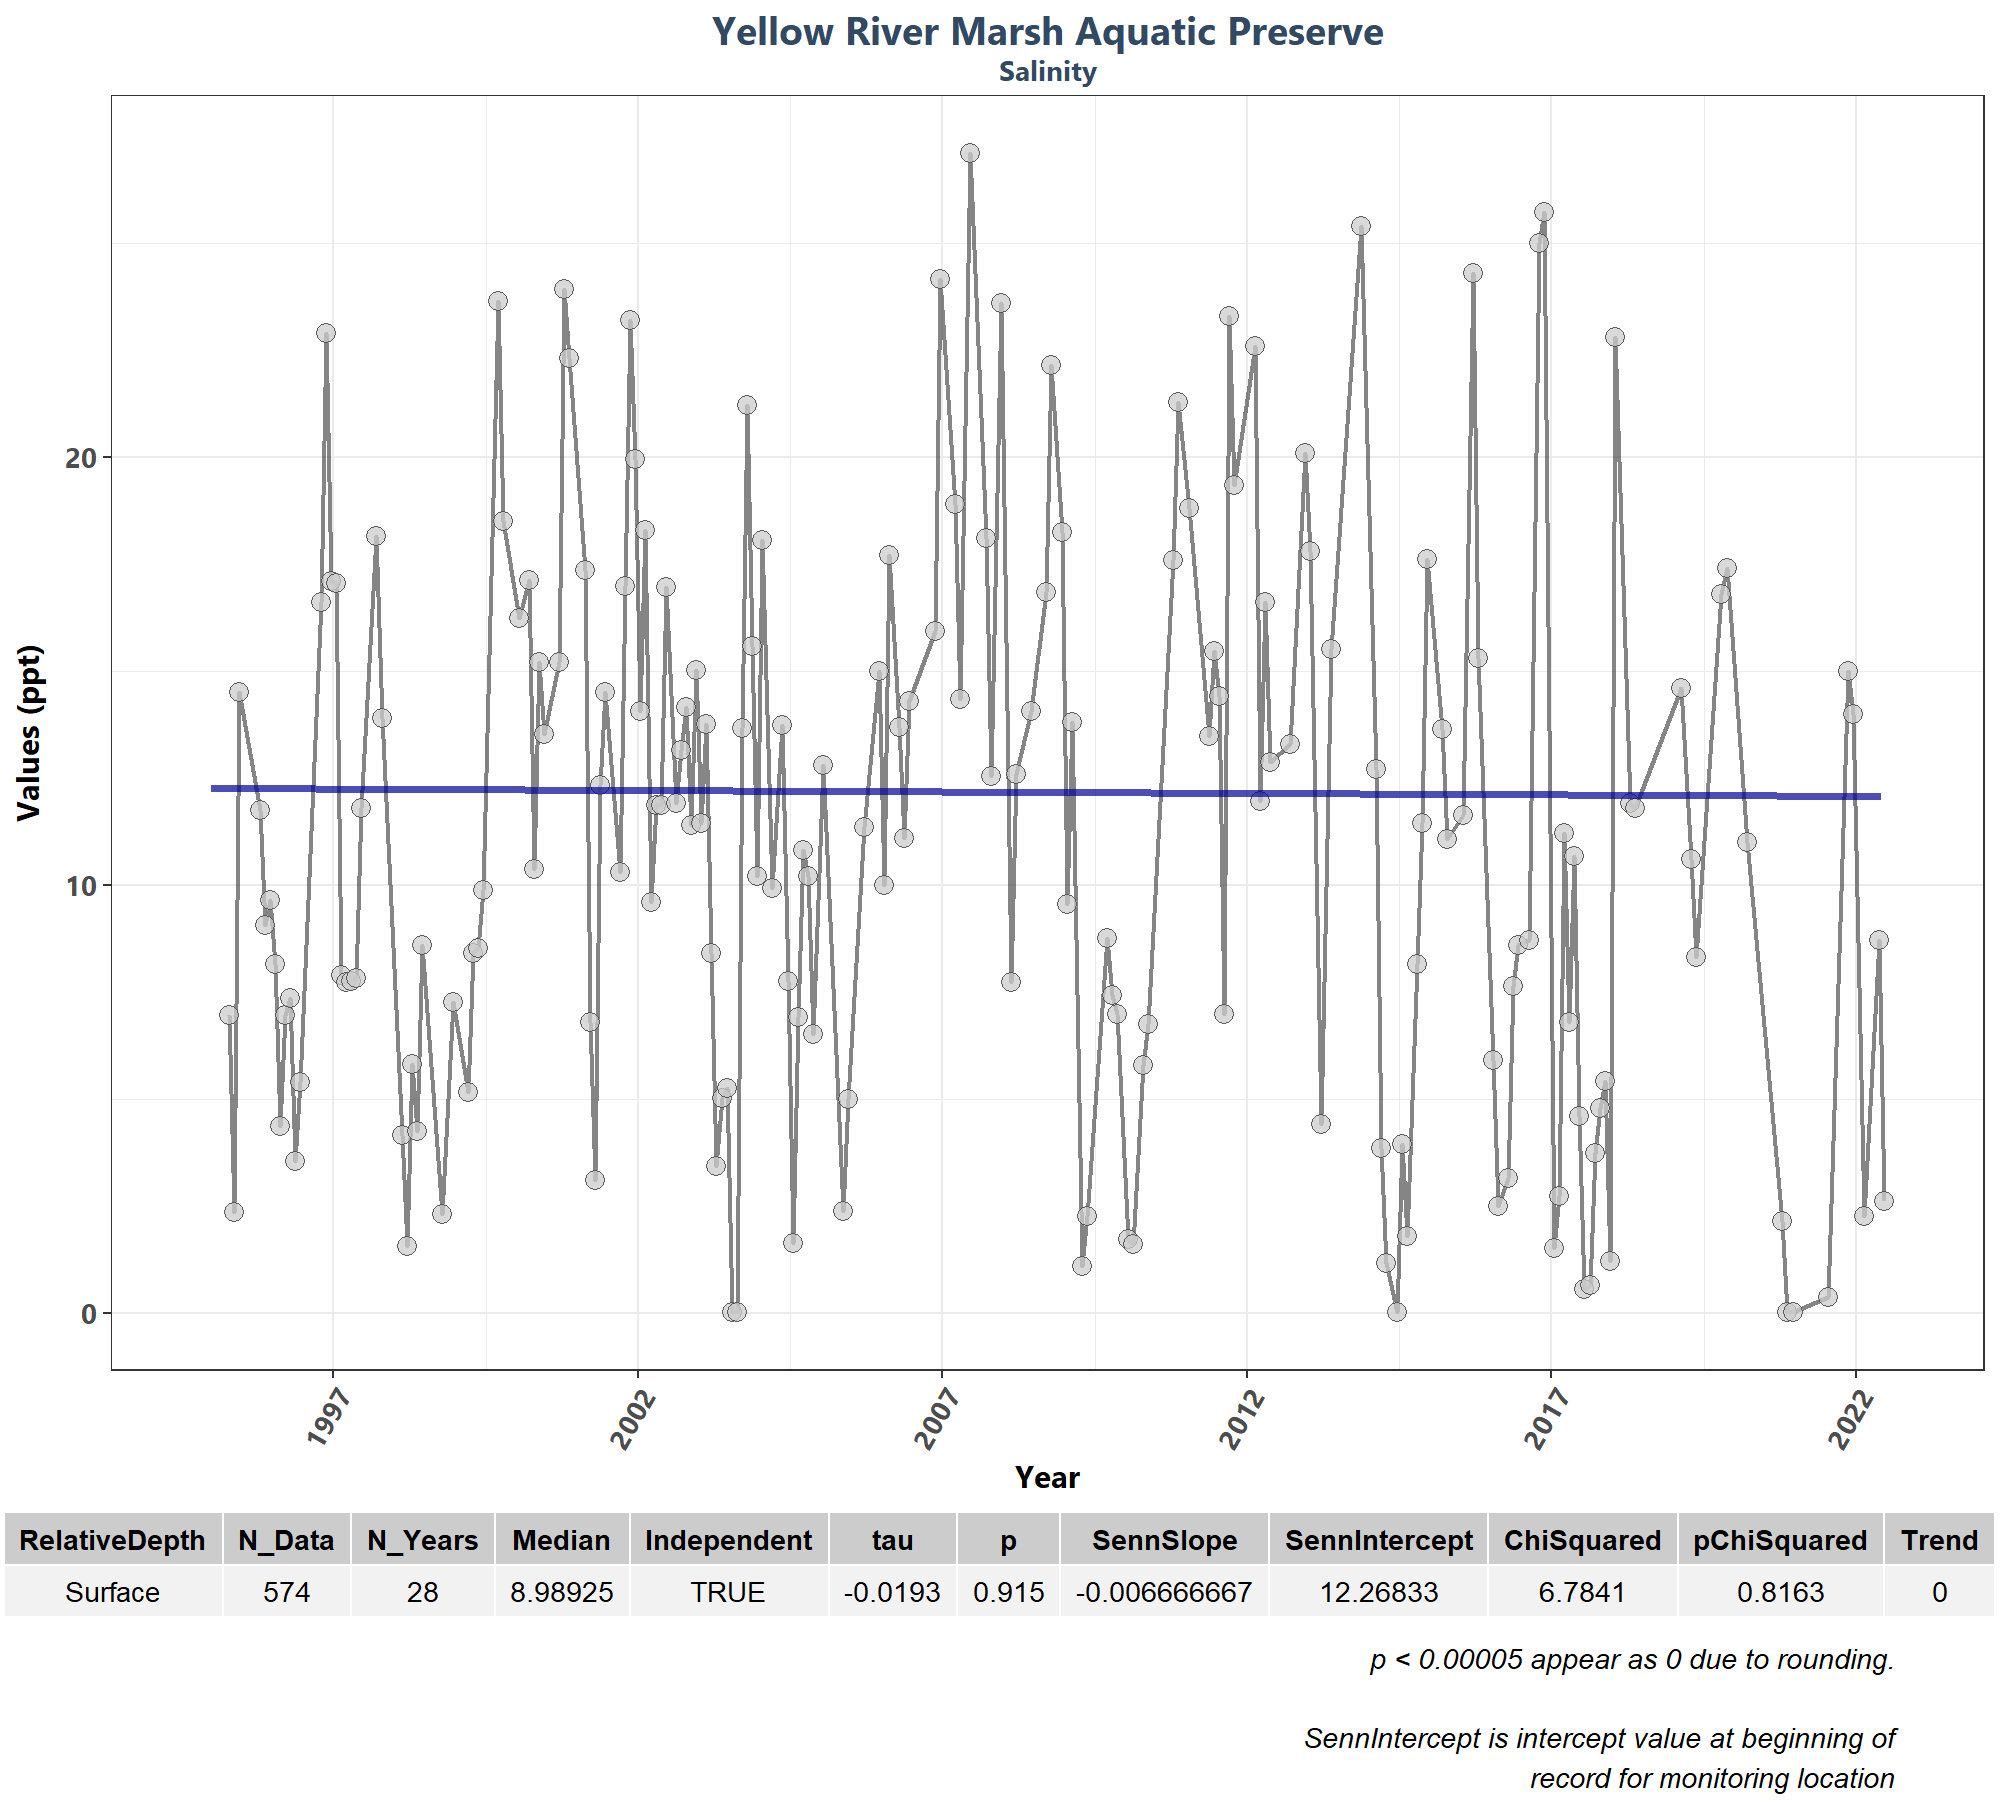 Yellow River Marsh Aquatic Preserve
Salinity
Values (ppt)
20
10
0
1997 2002 2007 2012 2017 2022
Year
RelativeDepth N_Data N_Years Median Independent tau p SennSlope SennIntercept ChiSquared pChiSquared Trend
Surface 574 28 8.98925 TRUE -0.0193 0.915 -0.006666667 12.26833 6.7841 0.8163 0
p < 0.00005 appear as 0 due to rounding.
SennIntercept is intercept value at beginning of
record for monitoring location